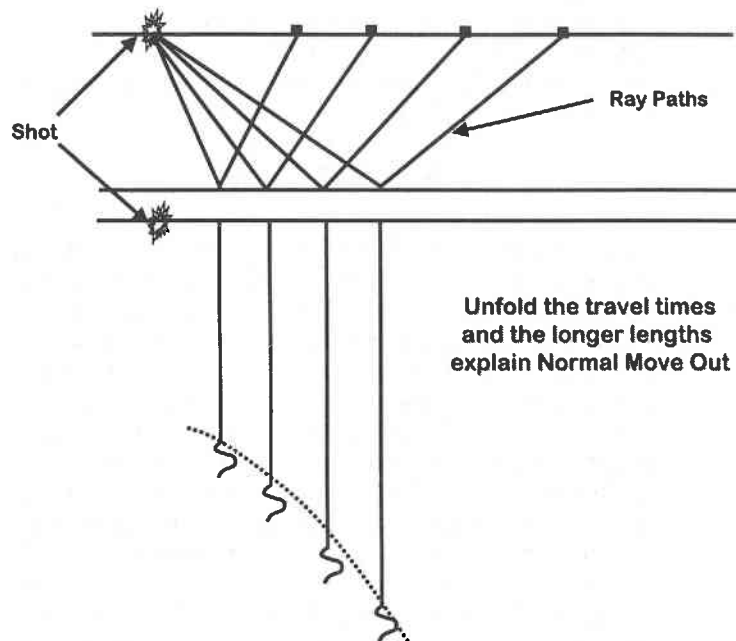 Ray Paths
Shot
Unfold the travel times
and the longer lengths
explain Normal Move Out